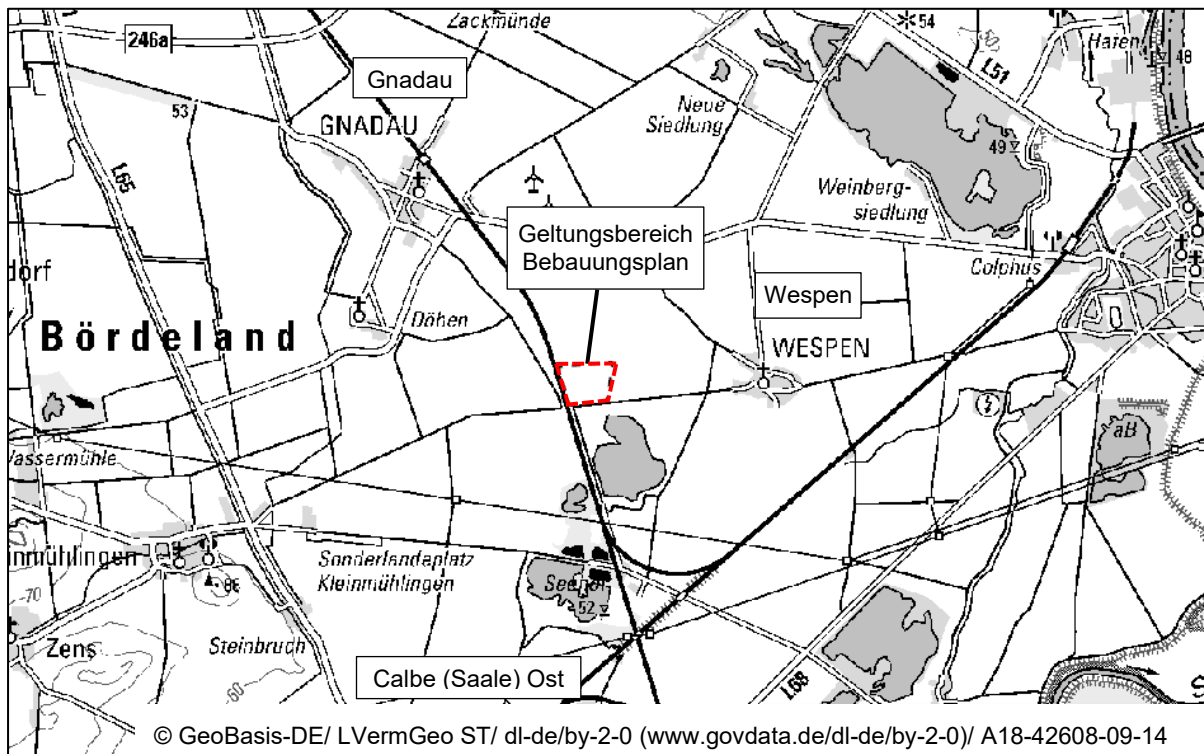 Zackmünde
54
50
246a
Hafen
48
L51
Gnadau
53
Neue
Siedlung
GNADAU
49
L65
Weinberg-
siedlung
Geltungsbereich
Bebauungsplan
dorf
Colphus
Wespen
Döhen
Bördeland
WESPEN
aB
Wassermühle
inmühlingen
Sonderlandeplatz
Kleinmühlingen
Seehof
86
52
70
Zens
Steinbruch
60
Calbe (Saale) Ost
L68
S
© GeoBasis-DE/ LVermGeo ST/ dl-de/by-2-0 (www.govdata.de/dl-de/by-2-0)/ A18-42608-09-14